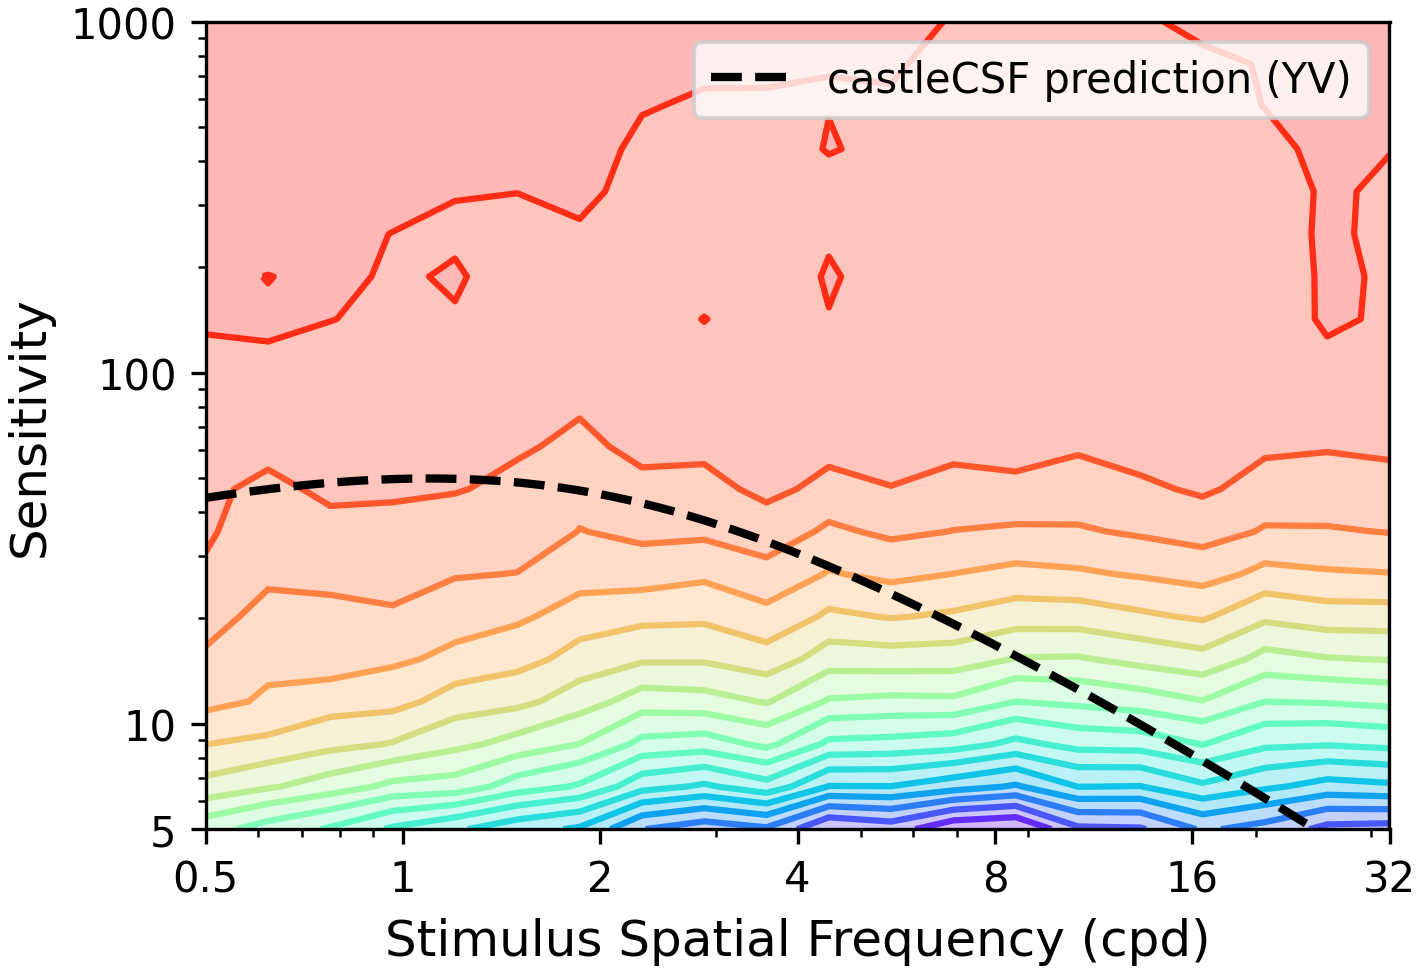 1000
castleCSF prediction (YV)
100
Sensitivity
10
5
0.5 1 2 4 8 16 32
Stimulus Spatial Frequency (cpd)